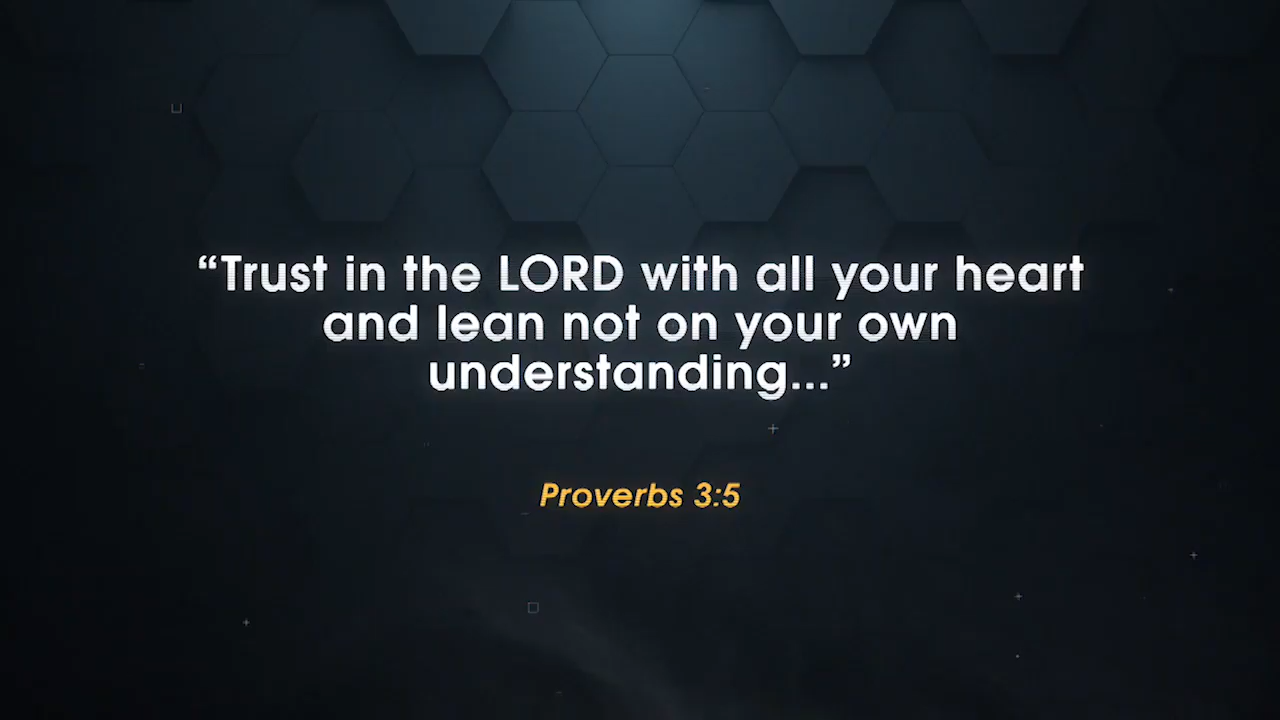 “Trust in the LORD with all your heart
and lean not on your own
understanding...”
Proverbs 3:5